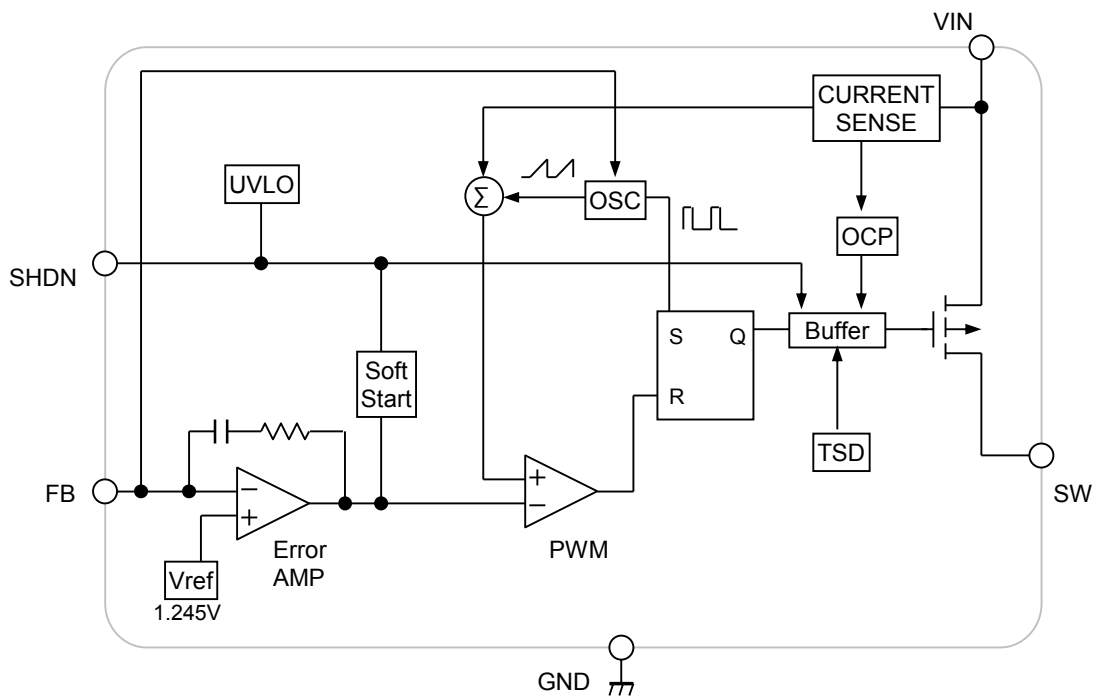 VIN
CURRENT
SENSE
UVLO
Σ
OSC
OCP
SHDN
S
Q
Buffer
Soft
Start
R
TSD
FB
−
+
+
−
SW
Error
AMP
PWM
Vref
1.245V
GND